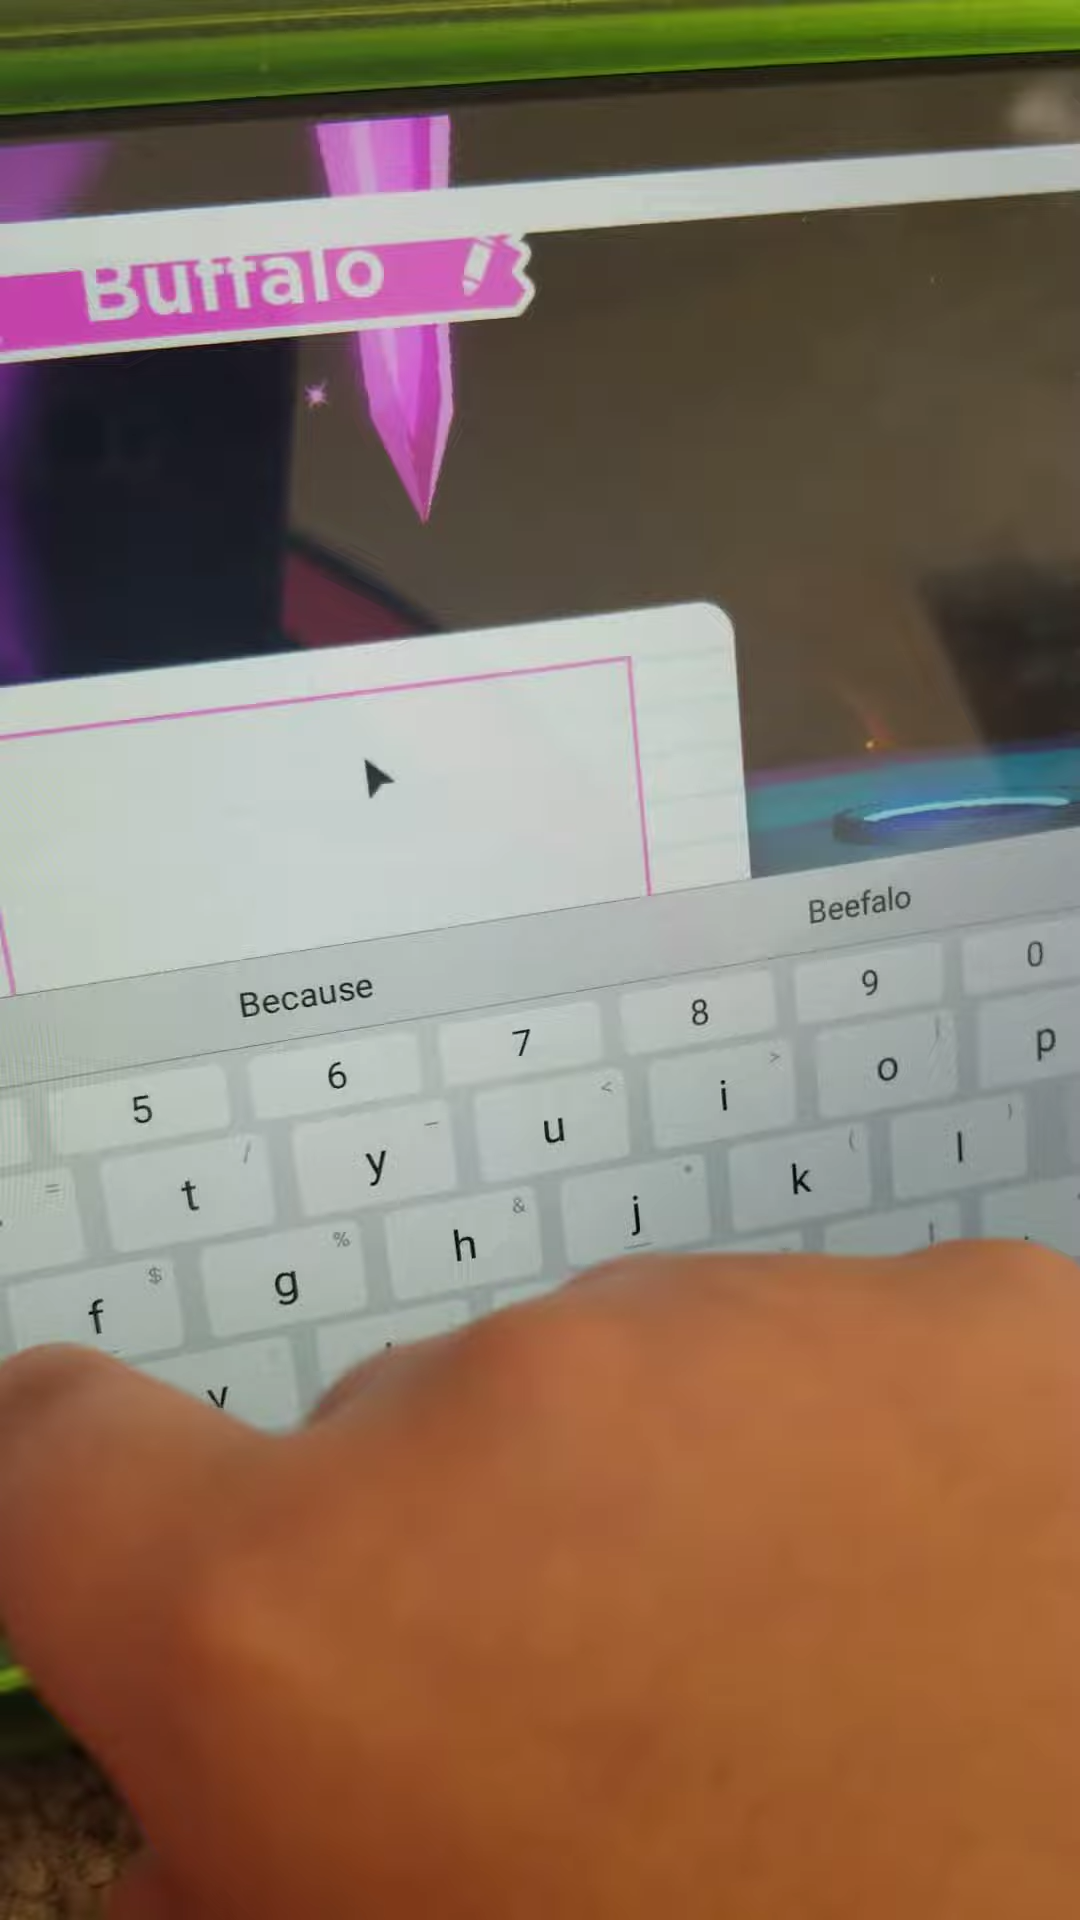 Buffalo
Because Beefalo
5 6 7 8 9 0
t / y – u < i > o p
f $ g % h & j k ( l )
v